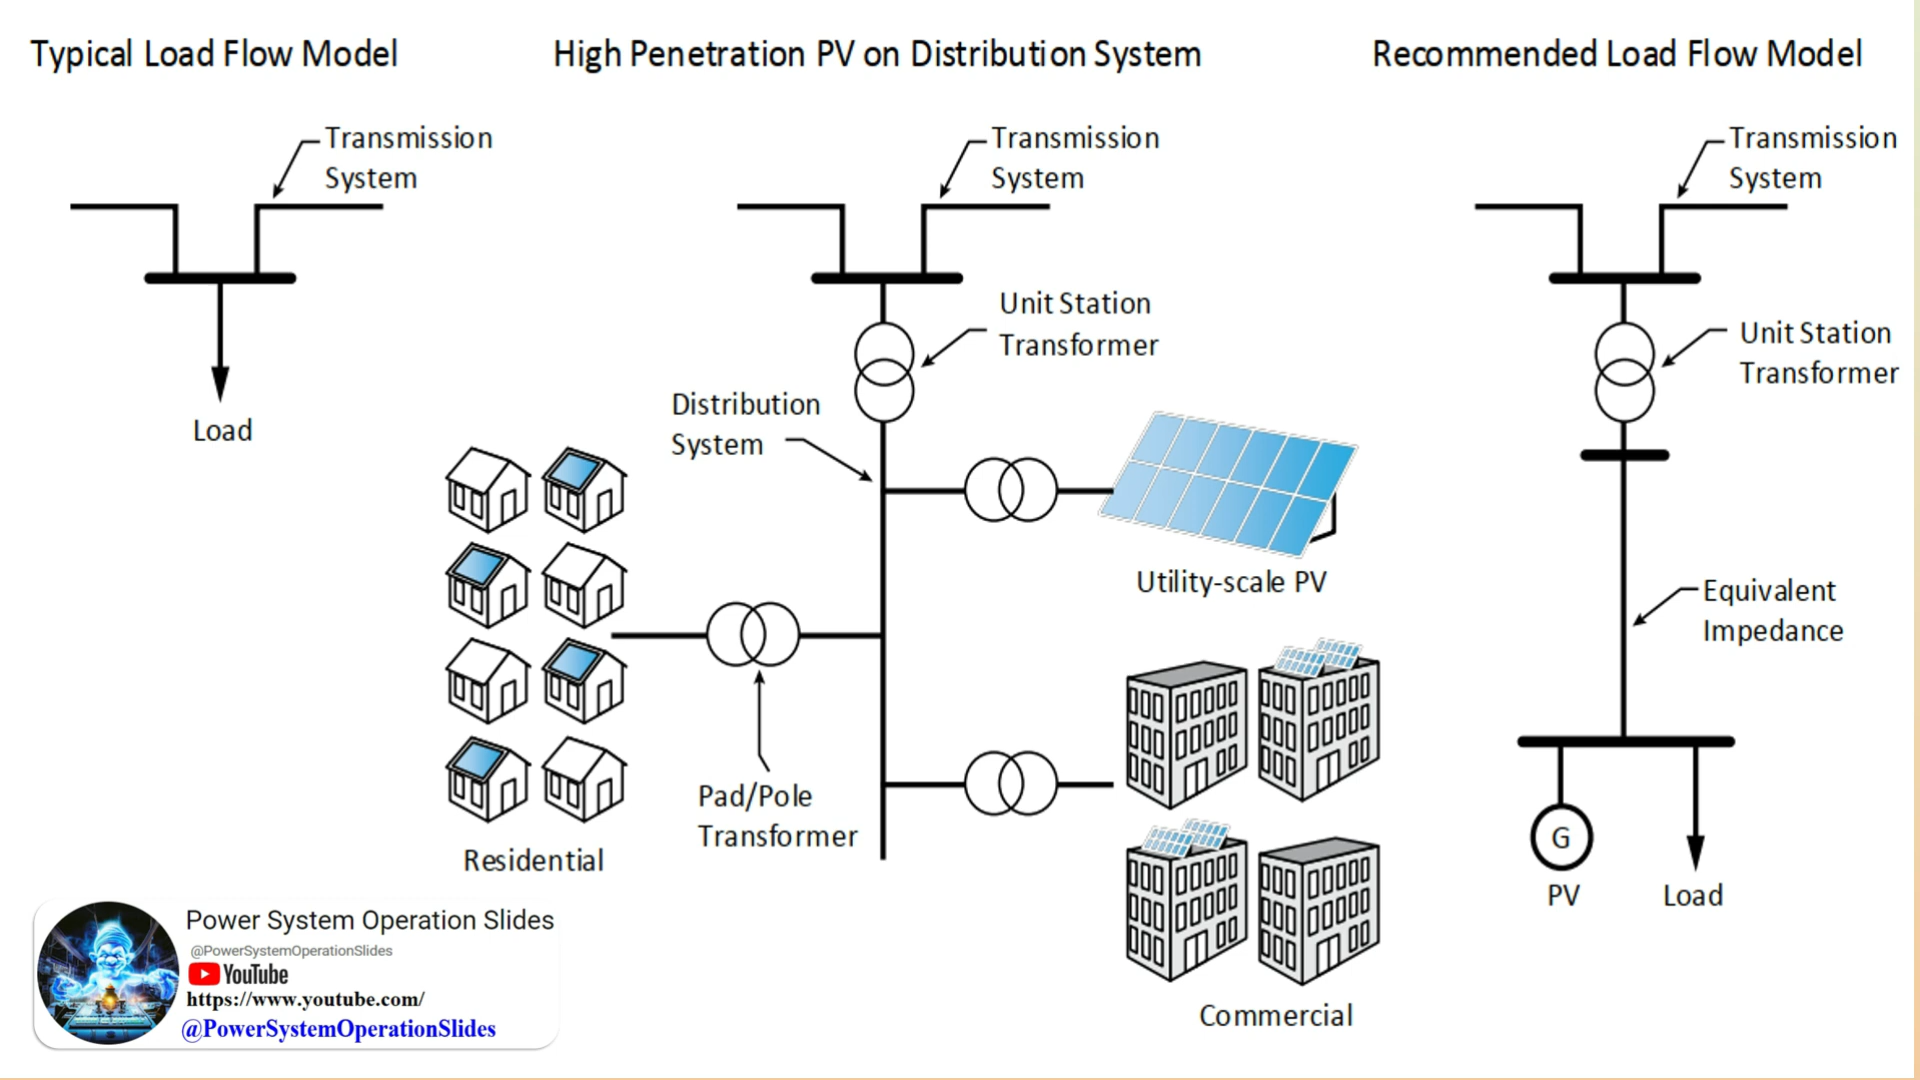 Typical Load Flow Model
Transmission
System
Load
High Penetration PV on Distribution System
Transmission
System
Unit Station
Transformer
Distribution
System
Utility-scale PV
Pad/Pole
Transformer
Residential
Commercial
Recommended Load Flow Model
Transmission
System
Unit Station
Transformer
Equivalent
Impedance
G
PV
Load
Power System Operation Slides
@PowerSystemOperationSlides
YouTube
https://www.youtube.com/
@PowerSystemOperationSlides